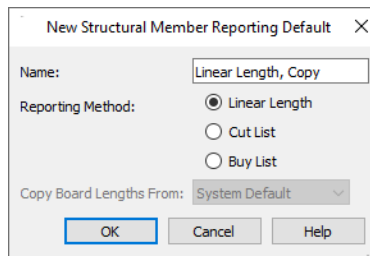 New Structural Member Reporting Default
Name: Linear Length, Copy
Reporting Method: Linear Length
Cut List
Buy List
Copy Board Lengths From: System Default
OK Cancel Help